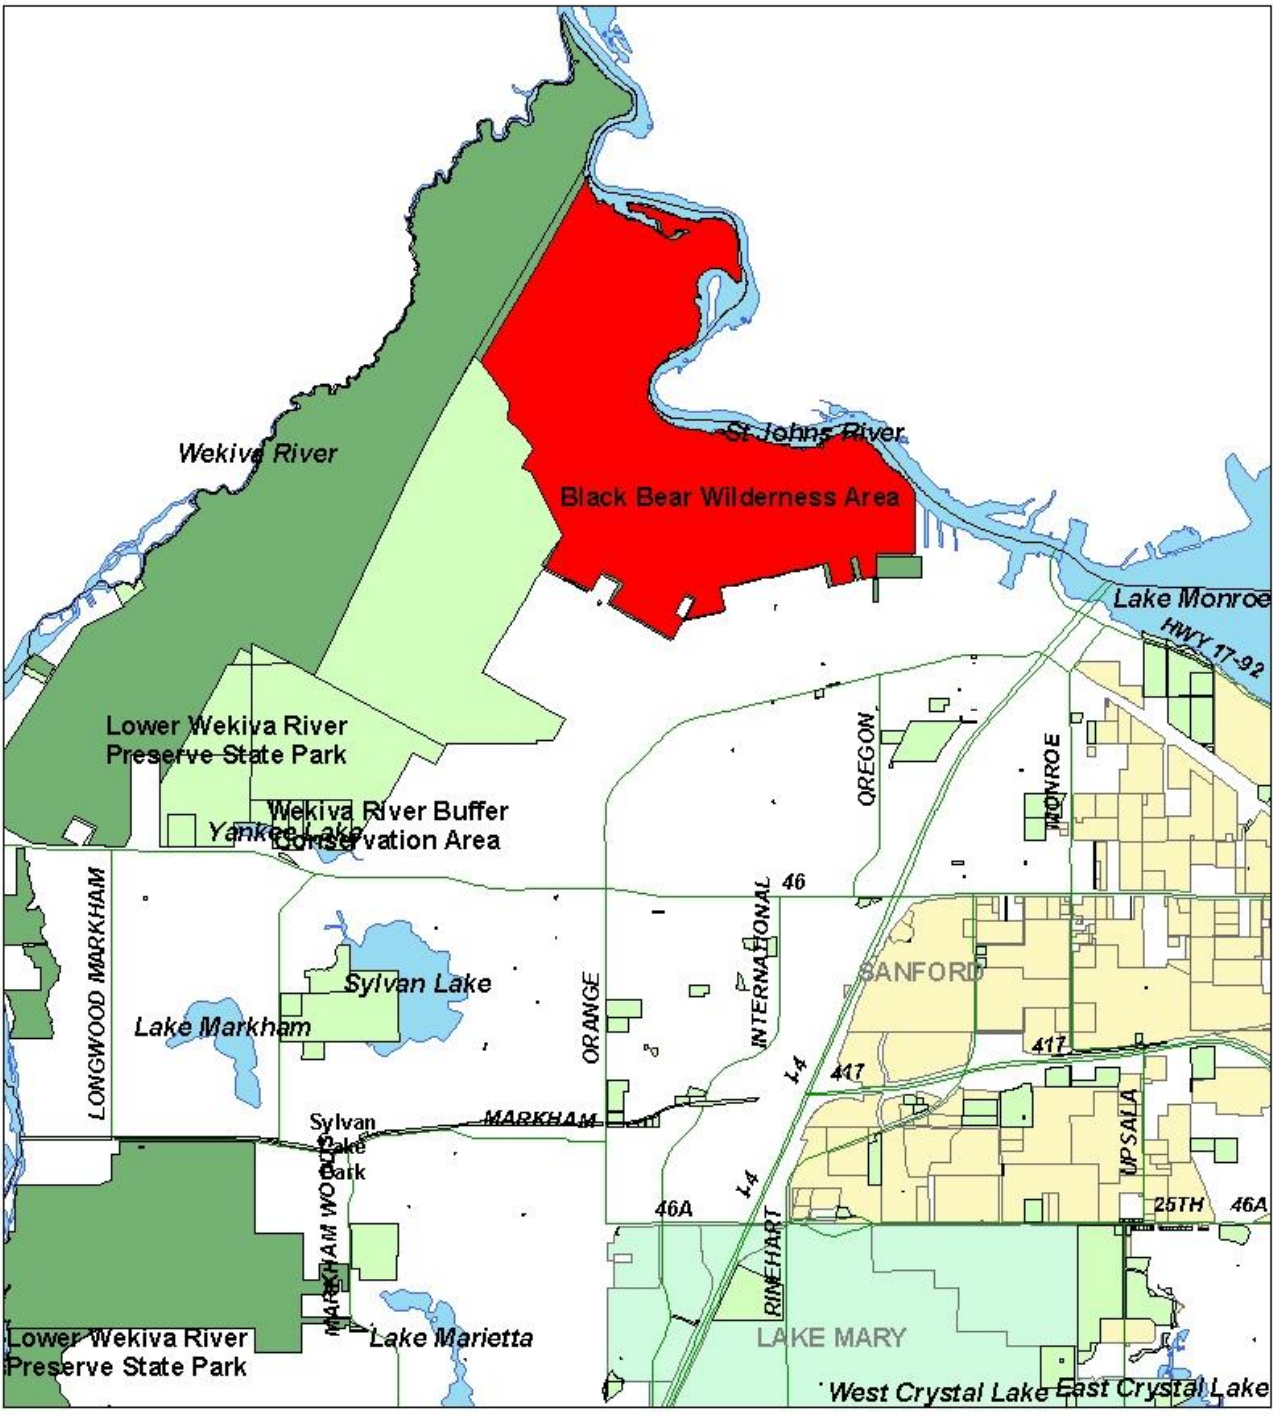 St Johns River
Wekiva River
Black Bear Wilderness Area
Lake Monroe
HWY 17-92
Lower Wekiva River
Preserve State Park
OREGON
MONROE
Wekiva River Buffer
Conservation Area
Yankee Lake
46
LONGWOOD MARKHAM
INTERNATIONAL
SANFORD
Sylvan Lake
ORANGE
Lake Markham
417
417
I-4
UPSALA
MARKHAM
Sylvan
Lake
Park
MARKHAM WOODS
I-4
46A
25TH
46A
RINEHART
Lower Wekiva River
Preserve State Park
Lake Marietta
LAKE MARY
West Crystal Lake
East Crystal Lake